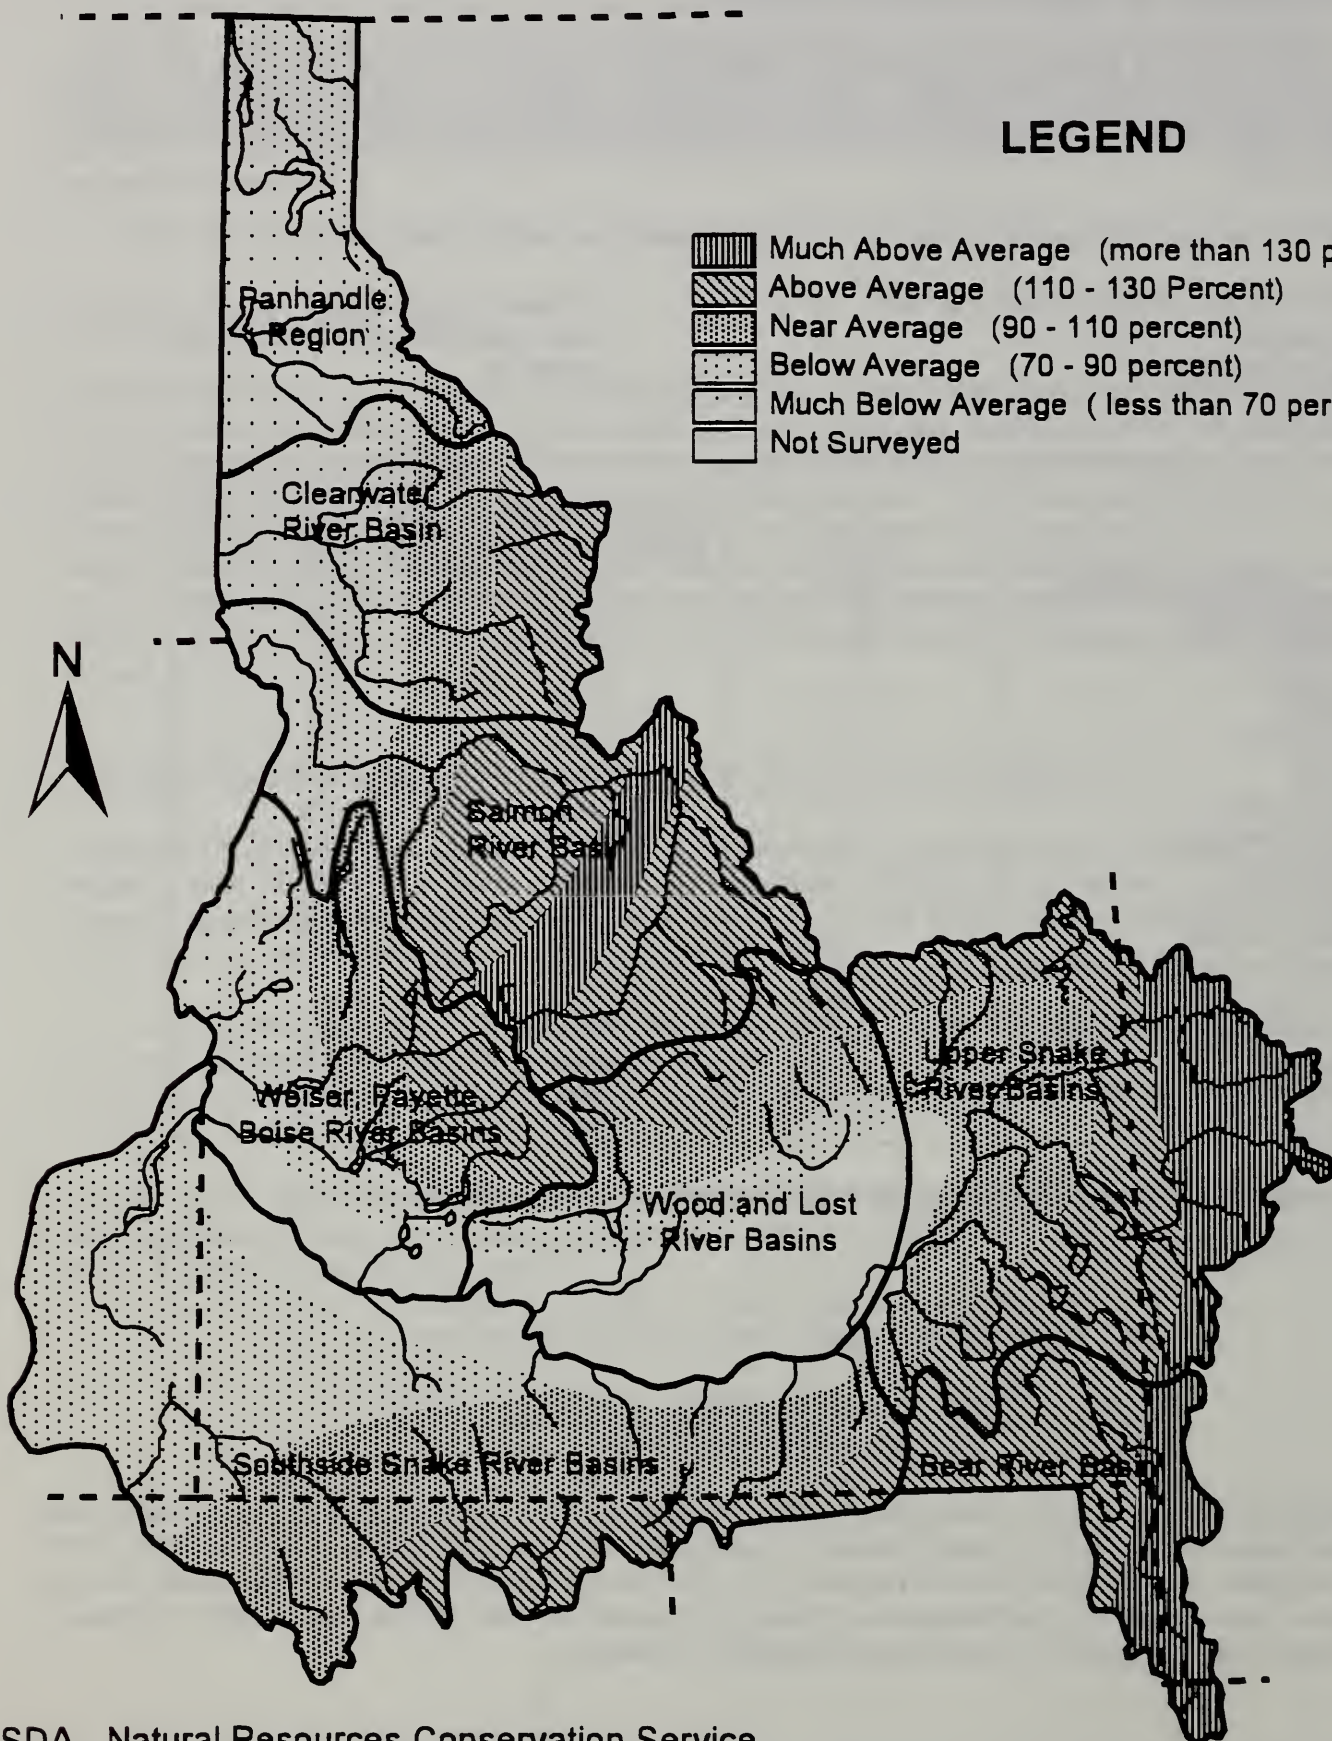 LEGEND
Much Above Average (more than 130 p
Above Average (110 - 130 Percent)
Near Average (90 - 110 percent)
Below Average (70 - 90 percent)
Much Below Average ( less than 70 per
Not Surveyed
Panhandle
Region
Clearwater
River Basin
N
Salmon
River Basin
Upper Snake
River Basins
Weiser, Payette,
Boise River Basins
Wood and Lost
River Basins
Southside Snake River Basins
Bear River Basin
SDA Natural Resources Conservation Service